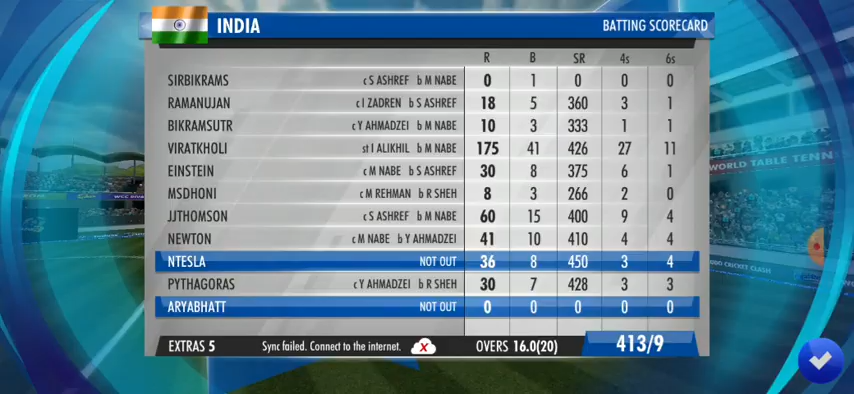 INDIA BATTING SCORECARD
R B SR 4s 6s
SIRBIKRAMS c S ASHREF b M NABE 0 1 0 0 0
RAMANUJAN c I ZADREN b S ASHREF 18 5 360 3 1
BIKRAMSUTR c Y AHMADZEI b M NABE 10 3 333 1 1
VIRATKHOLI st I ALIKHIL b M NABE 175 41 426 27 11
EINSTEIN c M NABE b S ASHREF 30 8 375 6 1
MSDHONI c M REHMAN b R SHEH 8 3 266 2 0
JJTHOMSON c S ASHREF b M NABE 60 15 400 9 4
NEWTON c M NABE b Y AHMADZEI 41 10 410 4 4
NTESLA NOT OUT 36 8 450 3 4
PYTHAGORAS c Y AHMADZEI b R SHEH 30 7 428 3 3
ARYABHATT NOT OUT 0 0 0 0 0
EXTRAS 5 Sync failed. Connect to the internet. OVERS 16.0(20) 413/9
WORLD TABLE TENN
CRICKET CLASH